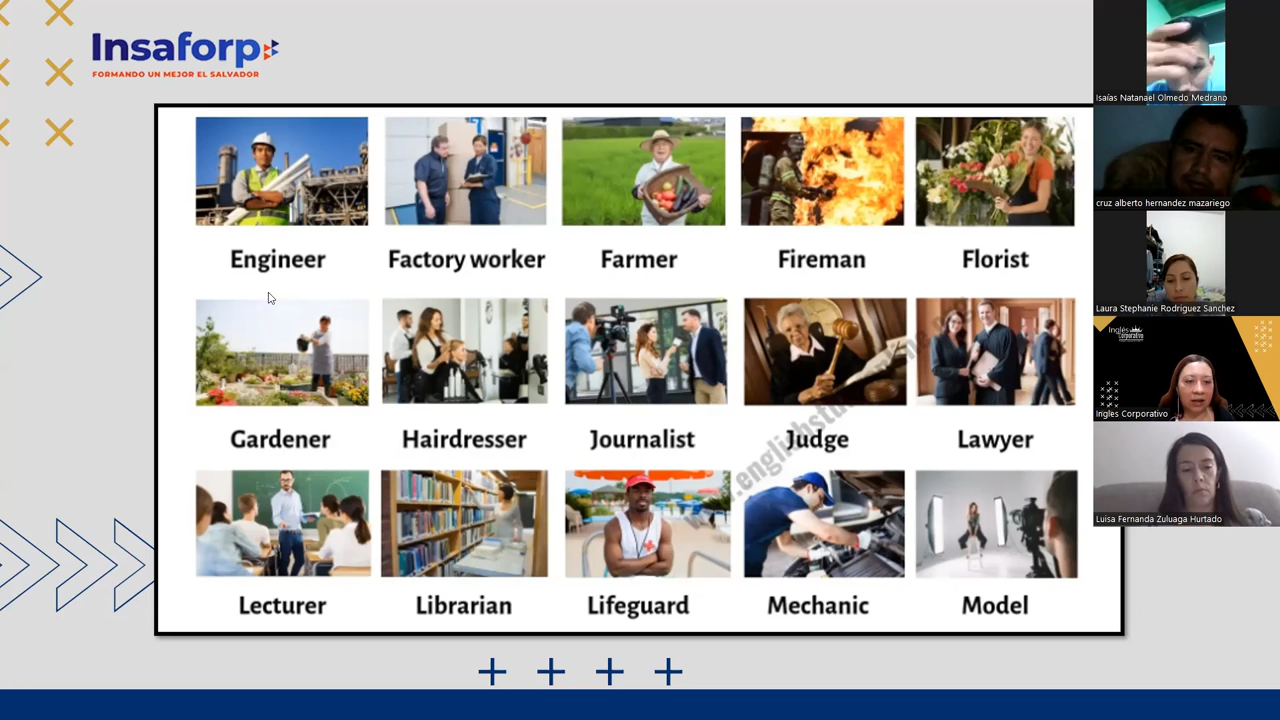 Insaforp
FORMANDO UN MEJOR EL SALVADOR
Engineer
Factory worker
Farmer
Fireman
Florist
Gardener
Hairdresser
Journalist
Judge
Lawyer
Lecturer
Librarian
Lifeguard
Mechanic
Model
Isaías Natanael Olmedo Medrano
cruz alberto hernandez mazariego
Laura Stephanie Rodriguez Sanchez
Inglés
Corporativo
Ingles Corporativo
Luisa Fernanda Zuluaga Hurtado